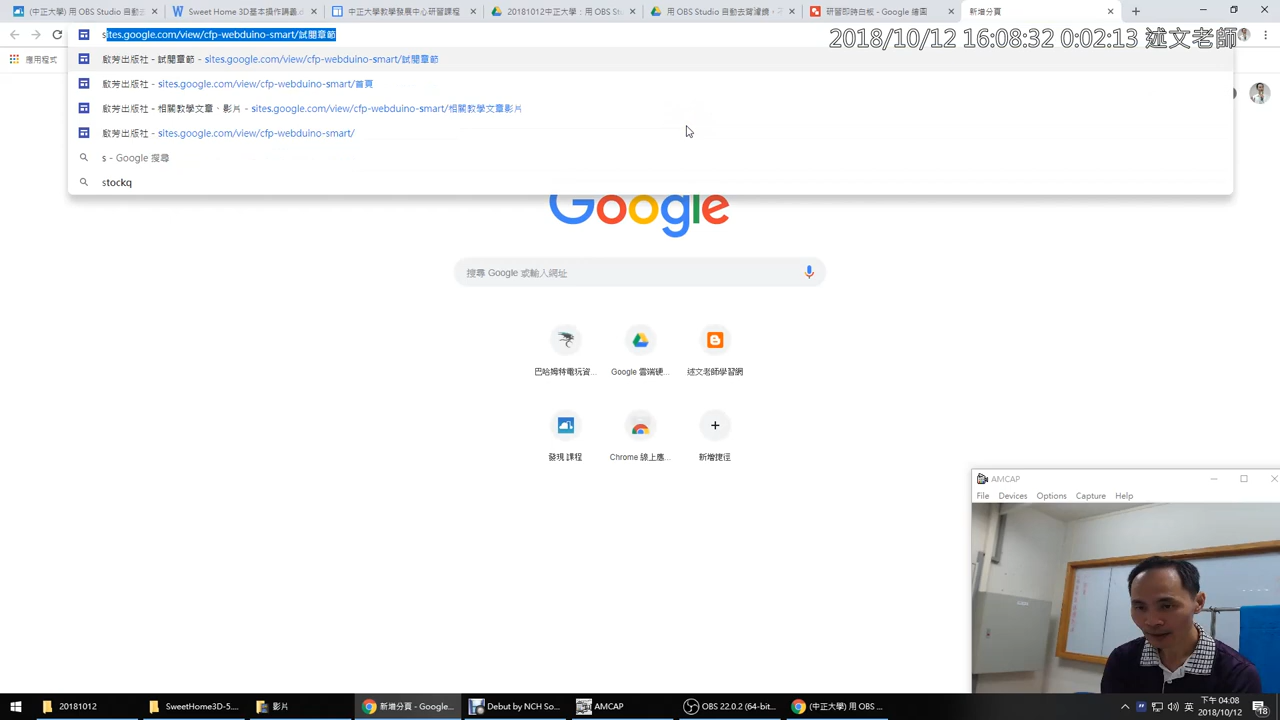 (中正大學) 用 OBS Studio 自動去
Sweet Home 3D基本操作講義.d
中正大學教學發展中心研習課程
20181012中正大學：用 OBS Stu
用 OBS Studio 自動去背濾鏡，不
研習即時白板 - Google 繪圖
新增分頁
sites.google.com/view/cfp-webduino-smart/試閱章節
2018/10/12 16:08:32 0:02:13 述文老師
應用程式
啟芳出版社 - 試閱章節 - sites.google.com/view/cfp-webduino-smart/試閱章節
啟芳出版社 - sites.google.com/view/cfp-webduino-smart/首頁
啟芳出版社 - 相關教學文章、影片 - sites.google.com/view/cfp-webduino-smart/相關教學文章影片
啟芳出版社 - sites.google.com/view/cfp-webduino-smart/
s - Google 搜尋
stockq
Google
搜尋 Google 或輸入網址
巴哈姆特電玩資...
Google 雲端硬...
述文老師學習網
發現 課程
Chrome 線上應...
新增捷徑
AMCAP
File Devices Options Capture Help
20181012
SweetHome3D-5....
影片
新增分頁 - Google...
Debut by NCH So...
AMCAP
OBS 22.0.2 (64-bit...
(中正大學) 用 OBS ...
英
下午 04:08
2018/10/12
18